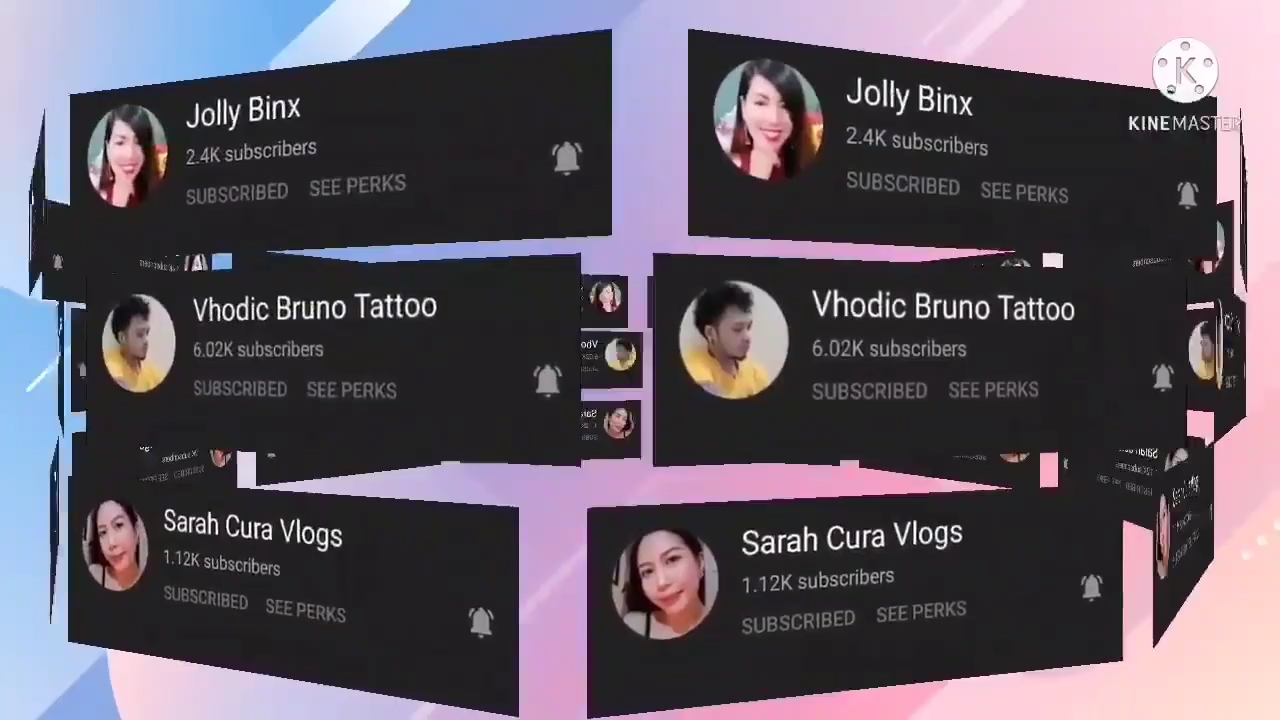 Jolly Binx
2.4K subscribers
SUBSCRIBED SEE PERKS
Jolly Binx
2.4K subscribers
SUBSCRIBED SEE PERKS
KINEMASTER
Vhodic Bruno Tattoo
6.02K subscribers
SUBSCRIBED SEE PERKS
Vhodic Bruno Tattoo
6.02K subscribers
SUBSCRIBED SEE PERKS
Sarah Cura Vlogs
1.12K subscribers
SUBSCRIBED SEE PERKS
Sarah Cura Vlogs
1.12K subscribers
SUBSCRIBED SEE PERKS